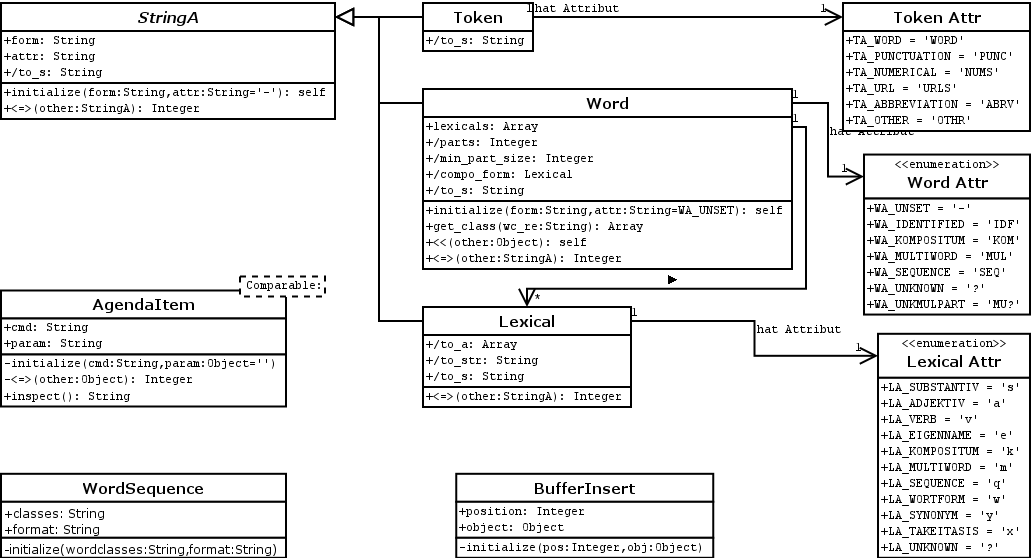 StringA
+form: String
+attr: String
+/to_s: String
+initialize(form:String,attr:String='-'): self
+<=>(other:StringA): Integer
Token
+/to_s: String
1
hat Attribut
1
Token Attr
+TA_WORD = 'WORD'
+TA_PUNCTUATION = 'PUNC'
+TA_NUMERICAL = 'NUMS'
+TA_URL = 'URLS'
+TA_ABBREVIATION = 'ABRV'
+TA_OTHER = 'OTHR'
Word
+lexicals: Array
+/parts: Integer
+/min_part_size: Integer
+/compo_form: Lexical
+/to_s: String
+initialize(form:String,attr:String=WA_UNSET): self
+get_class(wc_re:String): Array
+<<(other:Object): self
+<=>(other:StringA): Integer
1
1
hat Attribut
1
<<enumeration>>
Word Attr
+WA_UNSET = '-'
+WA_IDENTIFIED = 'IDF'
+WA_KOMPOSITUM = 'KOM'
+WA_MULTIWORD = 'MUL'
+WA_SEQUENCE = 'SEQ'
+WA_UNKNOWN = '?'
+WA_UNKMULPART = 'MU?'
Comparable:
AgendaItem
+cmd: String
+param: String
-initialize(cmd:String,param:Object='')
-<=>(other:Object): Integer
+inspect(): String
*
Lexical
+/to_a: Array
+/to_str: String
+/to_s: String
+<=>(other:StringA): Integer
1
hat Attribut
1
<<enumeration>>
Lexical Attr
+LA_SUBSTANTIV = 's'
+LA_ADJEKTIV = 'a'
+LA_VERB = 'v'
+LA_EIGENNAME = 'e'
+LA_KOMPOSITUM = 'k'
+LA_MULTIWORD = 'm'
+LA_SEQUENCE = 'q'
+LA_WORTFORM = 'w'
+LA_SYNONYM = 'y'
+LA_TAKEITASIS = 'x'
+LA_UNKNOWN = '?'
WordSequence
+classes: String
+format: String
-initialize(wordclasses:String,format:String)
BufferInsert
+position: Integer
+object: Object
-initialize(pos:Integer,obj:Object)